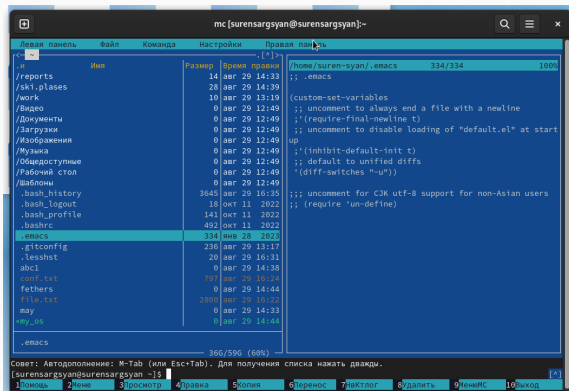 mc [surensargsyan@surensargsyan]:~
Левая панель Файл Команда Настройки Правая панель
<— ~ .[^]>
.и Имя Размер Время правки
/reports 14 авг 29 14:33
/ski.plases 28 авг 29 14:39
/work 10 авг 29 13:19
/Видео 0 авг 29 12:49
/Документы 0 авг 29 12:49
/Загрузки 0 авг 29 12:49
/Изображения 0 авг 29 12:49
/Музыка 0 авг 29 12:49
/Общедоступные 0 авг 29 12:49
/Рабочий стол 0 авг 29 12:49
/Шаблоны 0 авг 29 12:49
.bash_history 3645 авг 29 16:35
.bash_logout 18 окт 11 2022
.bash_profile 141 окт 11 2022
.bashrc 492 окт 11 2022
.emacs 334 янв 28 2023
.gitconfig 236 авг 29 13:17
.lesshst 20 авг 29 16:31
abc1 0 авг 29 14:38
conf.txt 797 авг 29 16:24
fethers 0 авг 29 14:44
file.txt 2800 авг 29 16:22
may 0 авг 29 14:33
*my_os 0 авг 29 14:44
.emacs
36G/59G (60%)
/home/suren-syan/.emacs 334/334 100%
;; .emacs
(custom-set-variables
;; uncomment to always end a file with a newline
;'(require-final-newline t)
;; uncomment to disable loading of "default.el" at start
up
;'(inhibit-default-init t)
;; default to unified diffs
'(diff-switches "-u"))
;;; uncomment for CJK utf-8 support for non-Asian users
;; (require 'un-define)
Совет: Автодополнение: M-Tab (или Esc+Tab). Для получения списка нажать дважды.
[surensargsyan@surensargsyan ~]$ [^]
1Помощь 2Меню 3Просмотр 4Правка 5Копия 6Перенос 7НвКтлог 8Удалить 9МенюMC 10Выход